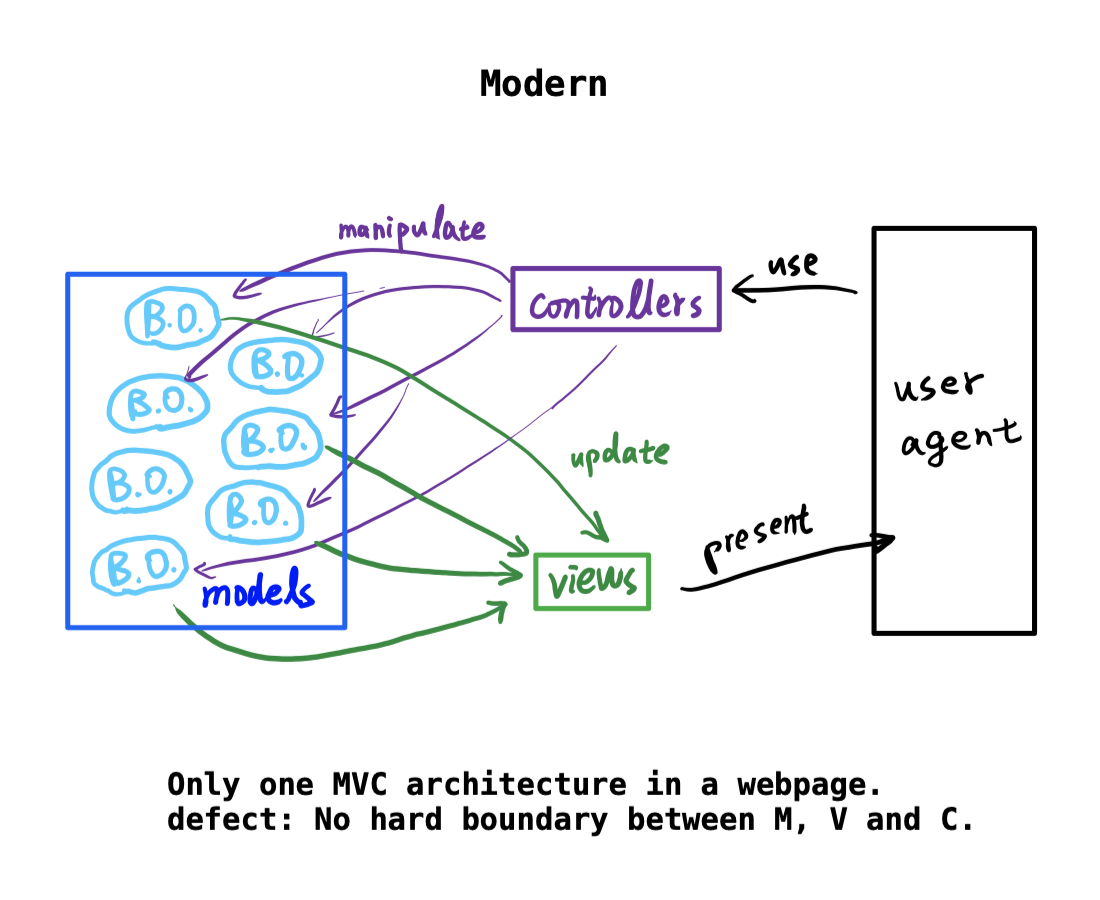 Modern
manipulate
use
controllers
B.O.
B.O.
B.O.
B.O.
B.O.
B.O.
B.O.
models
update
views
present
user
agent
Only one MVC architecture in a webpage.
defect: No hard boundary between M, V and C.